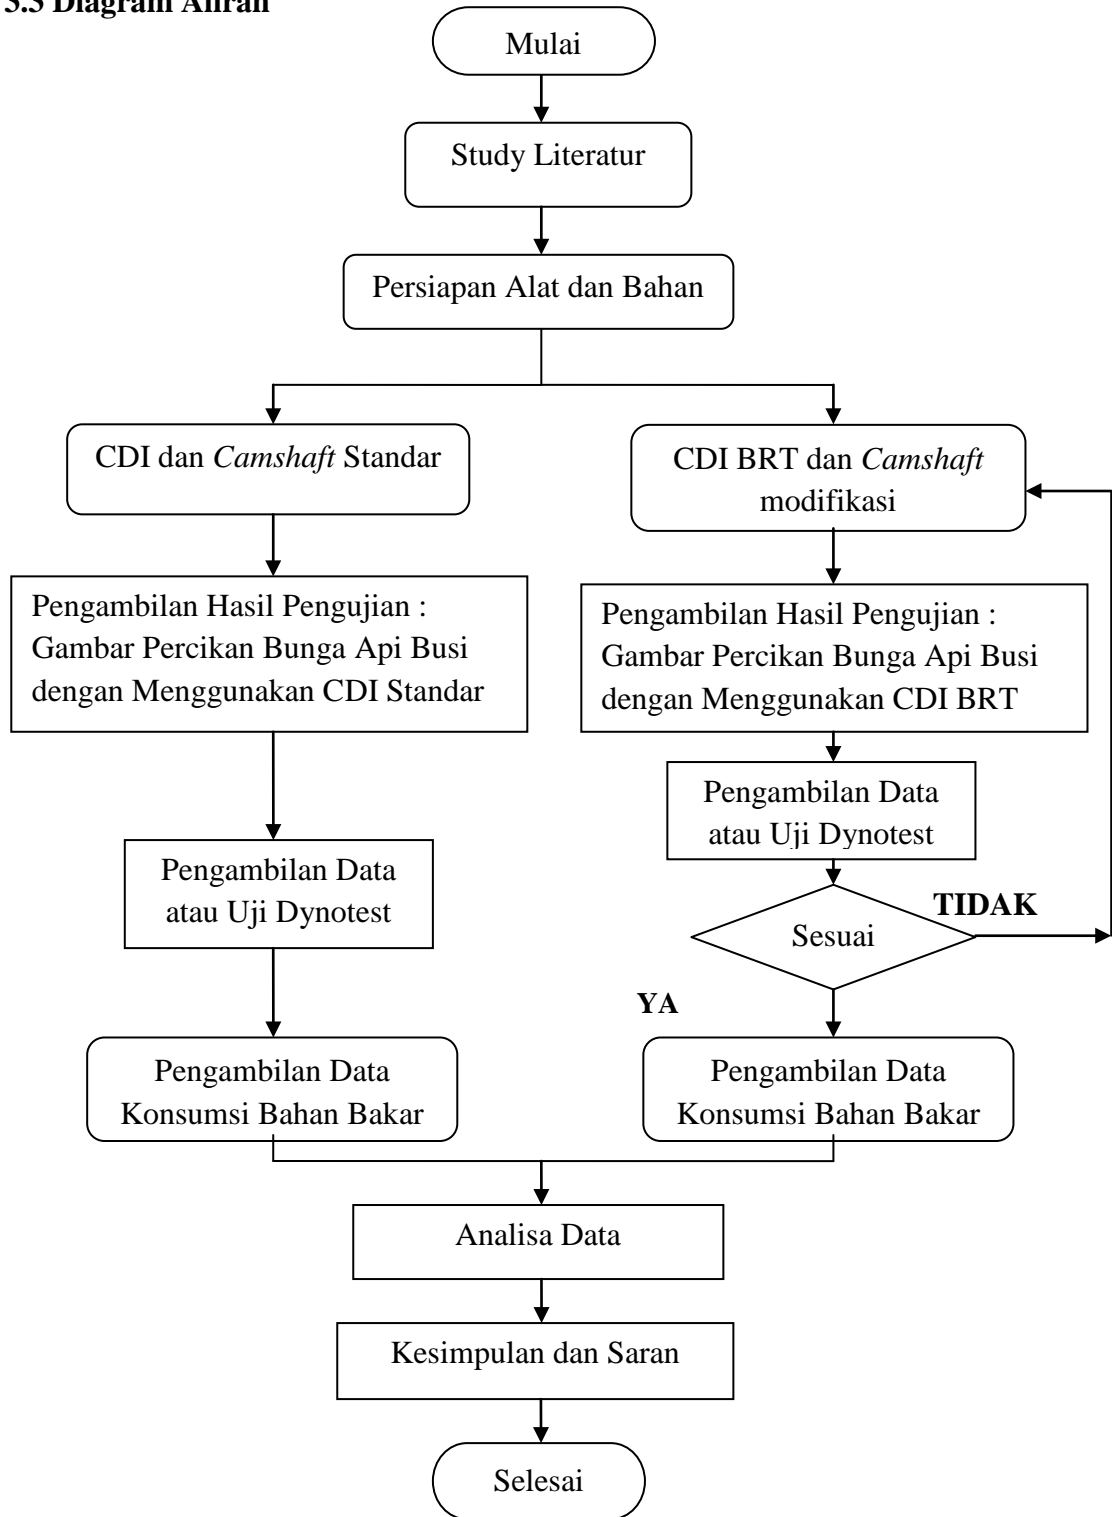 3.3 Diagram Aliran
Mulai
Study Literatur
Persiapan Alat dan Bahan
CDI dan Camshaft Standar
CDI BRT dan Camshaft
modifikasi
Pengambilan Hasil Pengujian :
Gambar Percikan Bunga Api Busi
dengan Menggunakan CDI Standar
Pengambilan Hasil Pengujian :
Gambar Percikan Bunga Api Busi
dengan Menggunakan CDI BRT
Pengambilan Data
atau Uji Dynotest
Pengambilan Data
atau Uji Dynotest
Sesuai
TIDAK
YA
Pengambilan Data
Konsumsi Bahan Bakar
Pengambilan Data
Konsumsi Bahan Bakar
Analisa Data
Kesimpulan dan Saran
Selesai